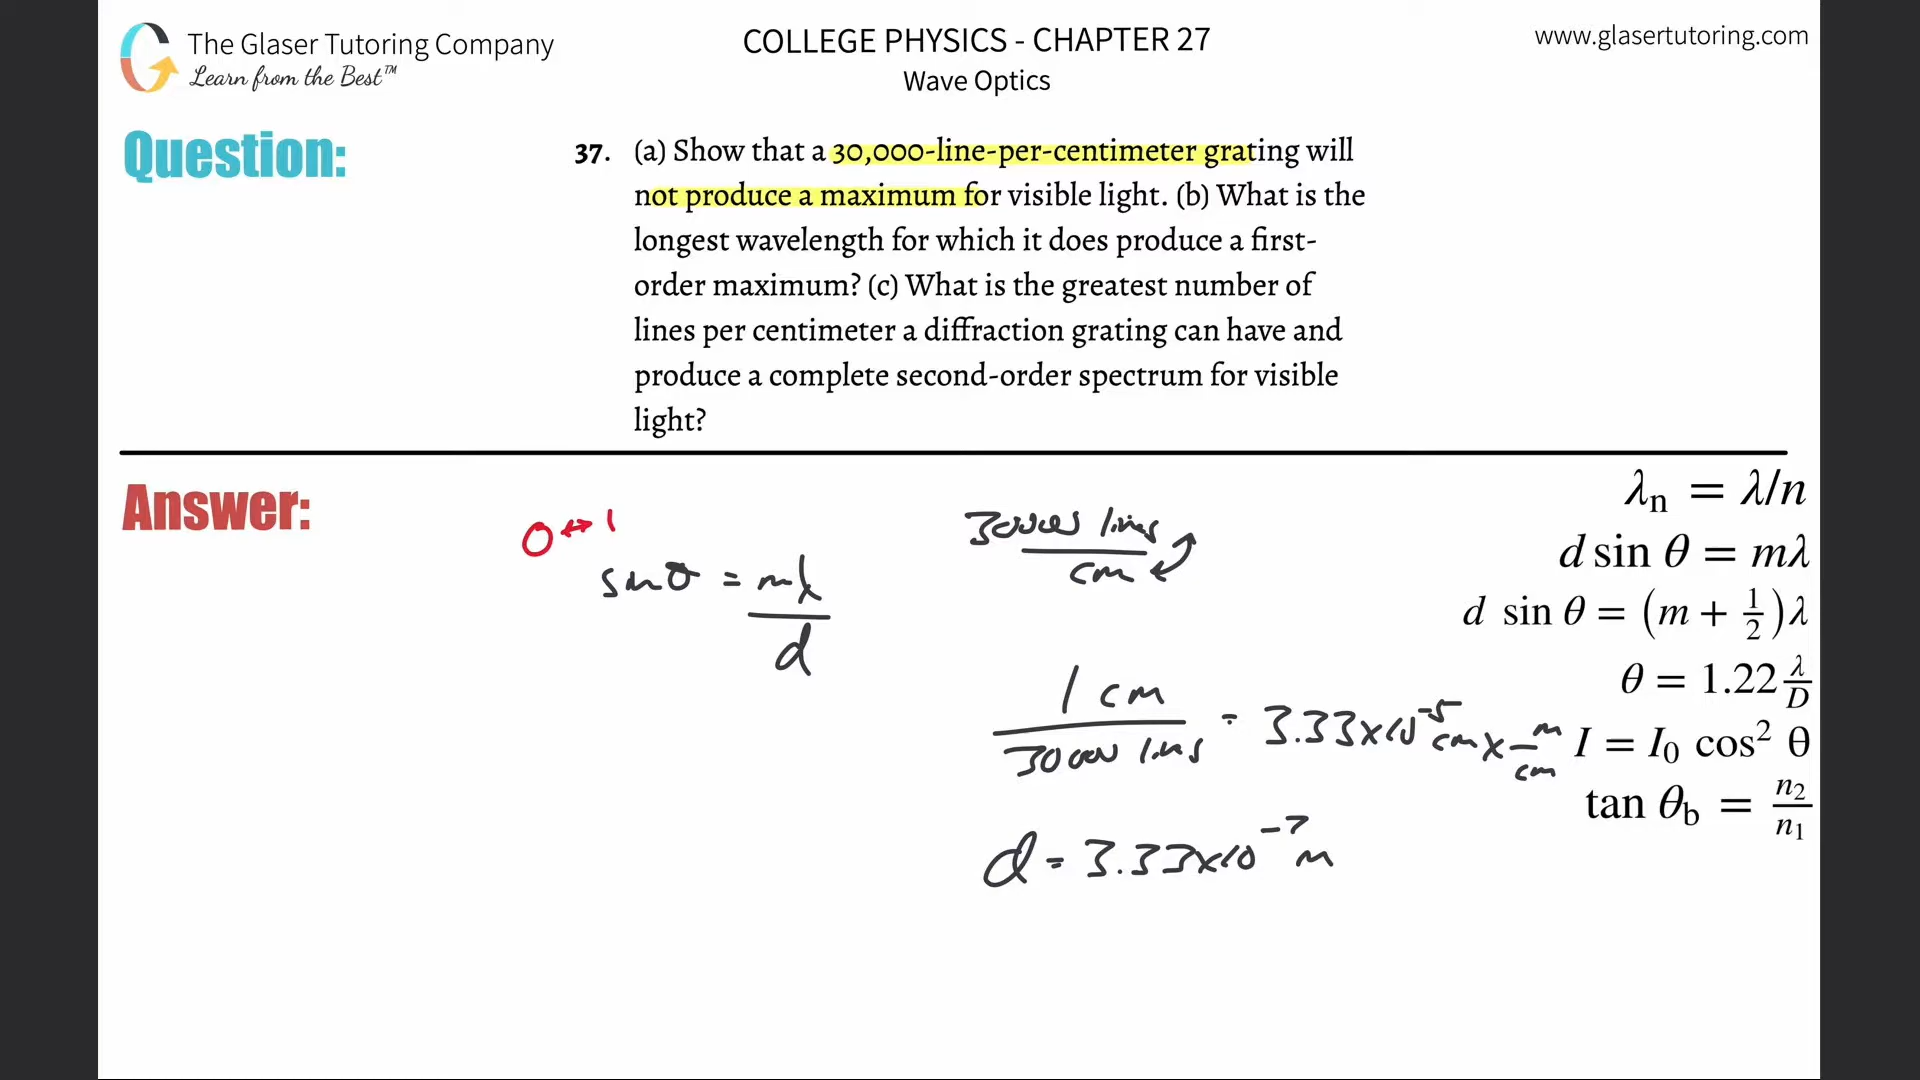 The Glaser Tutoring Company
Learn from the Best™
COLLEGE PHYSICS - CHAPTER 27
Wave Optics
www.glasertutoring.com
Question:
37. (a) Show that a 30,000-line-per-centimeter grating will
not produce a maximum for visible light. (b) What is the
longest wavelength for which it does produce a first-
order maximum? (c) What is the greatest number of
lines per centimeter a diffraction grating can have and
produce a complete second-order spectrum for visible
light?
Answer:
0 ↔ 1
sinθ = mλ / d
30000 lines / cm
1 cm / 30000 lines = 3.33x10⁻⁵ cm x m / cm
d = 3.33x10⁻⁷ m
λₙ = λ/n
d sin θ = mλ
d sin θ = (m + 1/2)λ
θ = 1.22 λ/D
I = I₀ cos² θ
tan θb = n₂/n₁